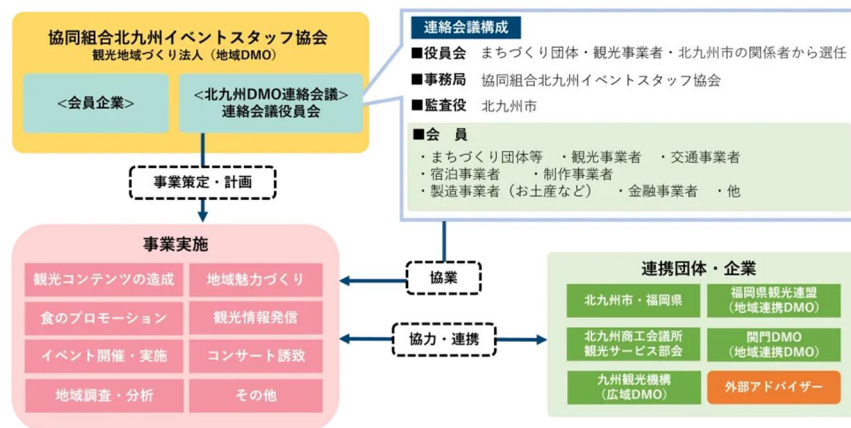 協同組合北九州イベントスタッフ協会
観光地域づくり法人（地域DMO）
<会員企業>
<北九州DMO連絡会議>
連絡会議役員会
連絡会議構成
■役員会 まちづくり団体・観光事業者・北九州市の関係者から選任
■事務局 協同組合北九州イベントスタッフ協会
■監査役 北九州市
■会　員
・まちづくり団体等 ・観光事業者 ・交通事業者
・宿泊事業者 ・制作事業者
・製造事業者（お土産など） ・金融事業者 ・他
事業策定・計画
事業実施
観光コンテンツの造成
地域魅力づくり
食のプロモーション
観光情報発信
イベント開催・実施
コンサート誘致
地域調査・分析
その他
協業
協力・連携
連携団体・企業
北九州市・福岡県
福岡県観光連盟
（地域連携DMO）
北九州商工会議所
観光サービス部会
関門DMO
（地域連携DMO）
九州観光機構
（広域DMO）
外部アドバイザー